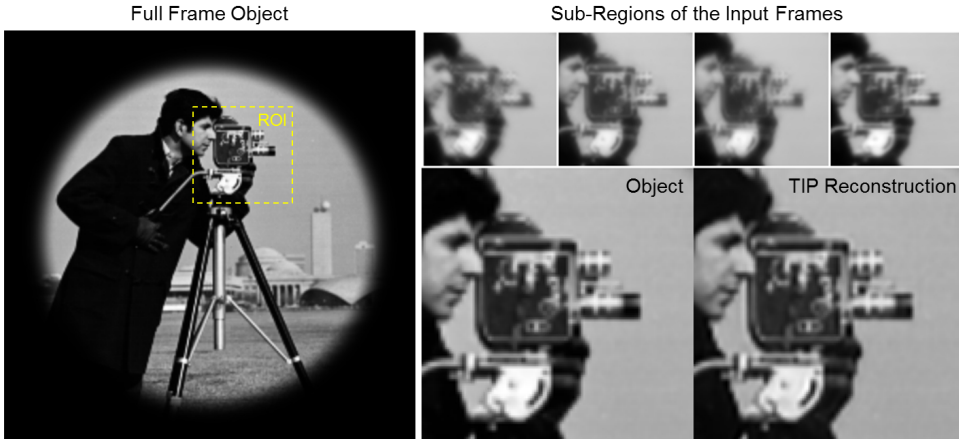 Full Frame Object
Sub-Regions of the Input Frames
ROI
Object
TIP Reconstruction